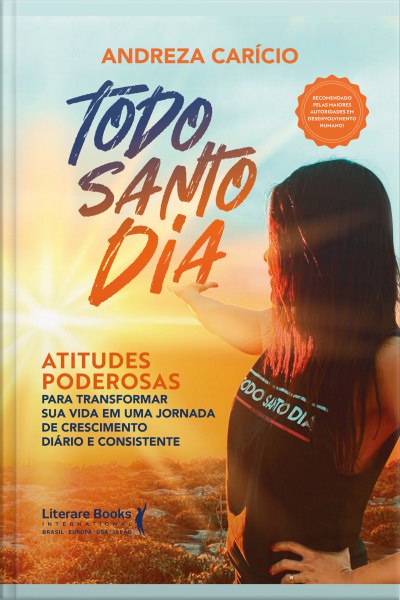 ANDREZA CARÍCIO
TODO
SANTO
DIA
RECOMENDADO
PELAS MAIORES
AUTORIDADES EM
DESENVOLVIMENTO
HUMANO!
TODO SANTO DIA
ATITUDES
PODEROSAS
PARA TRANSFORMAR
SUA VIDA EM UMA JORNADA
DE CRESCIMENTO
DIÁRIO E CONSISTENTE
Literare Books
INTERNATIONAL
BRASIL · EUROPA · USA · JAPÃO